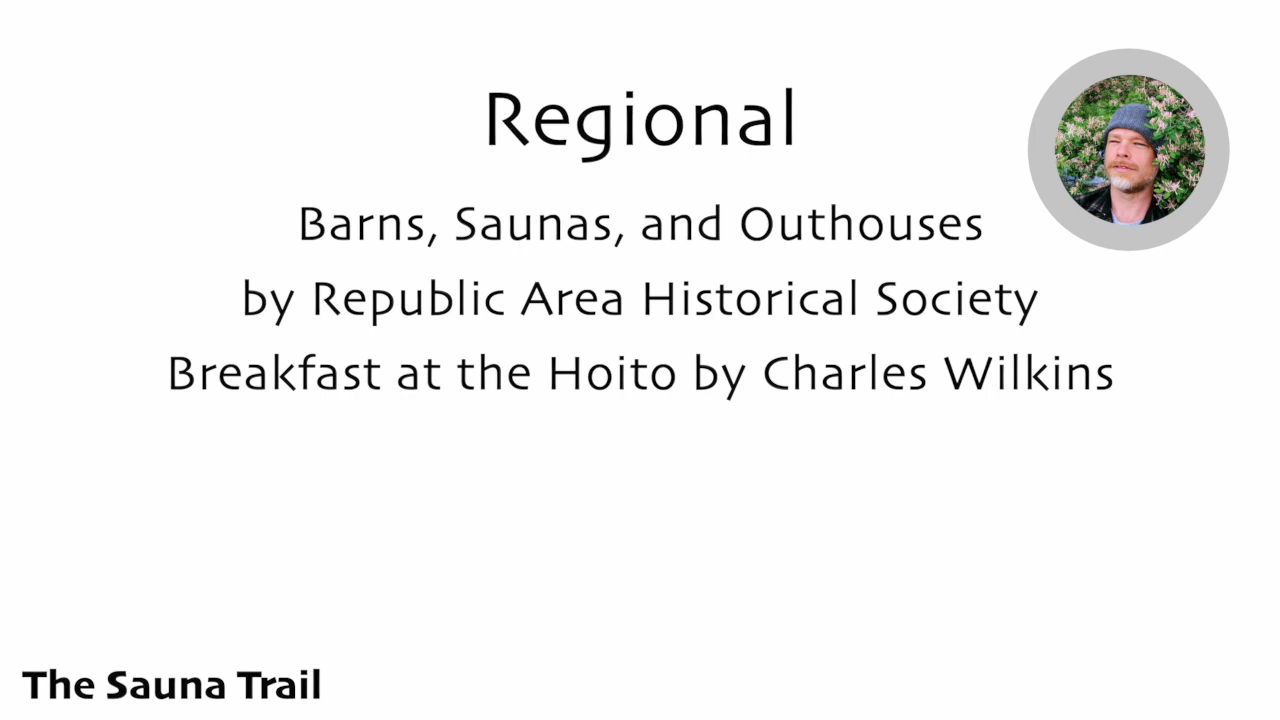 Regional
Barns, Saunas, and Outhouses
by Republic Area Historical Society
Breakfast at the Hoito by Charles Wilkins
The Sauna Trail